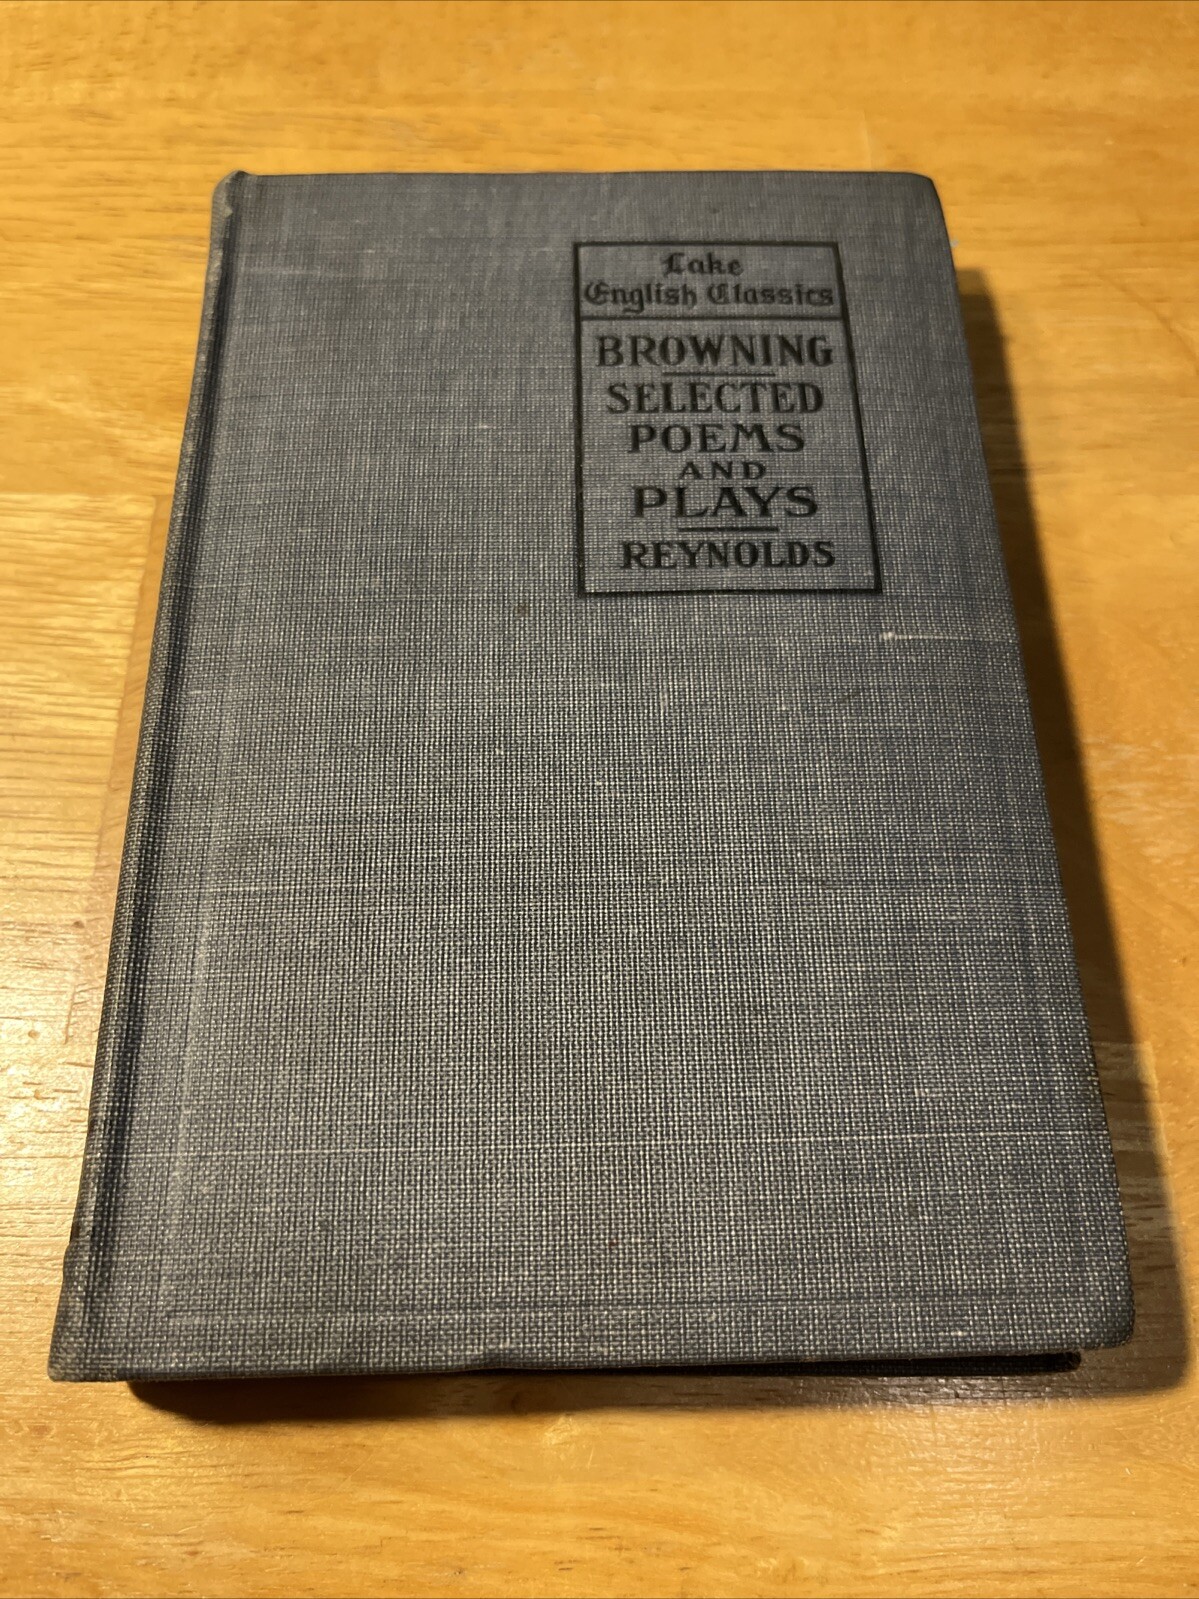 Lake
English Classics
BROWNING
SELECTED
POEMS
AND
PLAYS
REYNOLDS